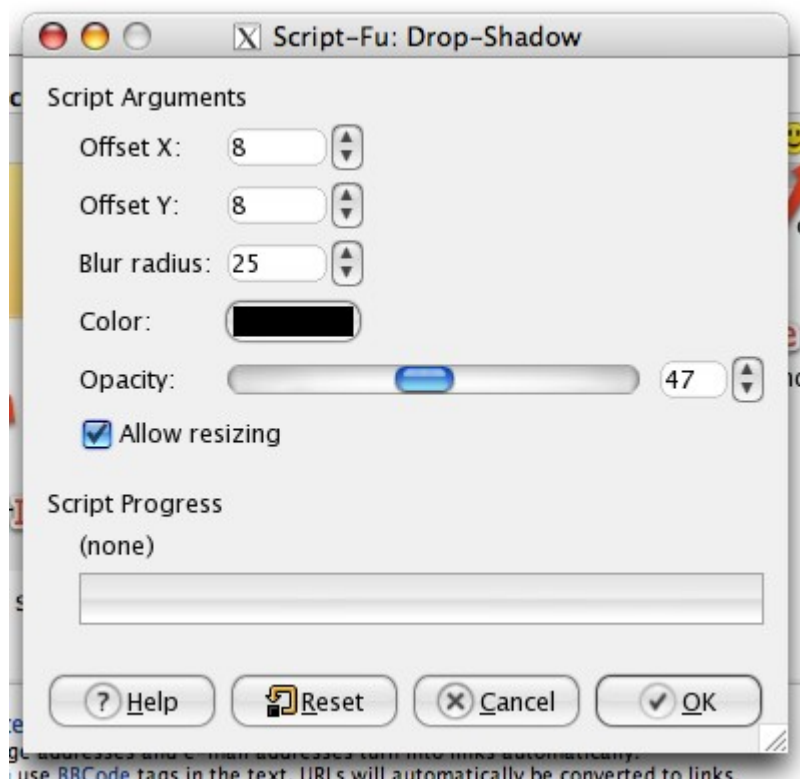 X Script-Fu: Drop-Shadow
Script Arguments
Offset X: 8
Offset Y: 8
Blur radius: 25
Color:
Opacity: 47
Allow resizing
Script Progress
(none)
? Help Reset Cancel OK
addresses and e-mail addresses turn into links automatically.
use BBCode tags in the text. URLs will automatically be converted to links